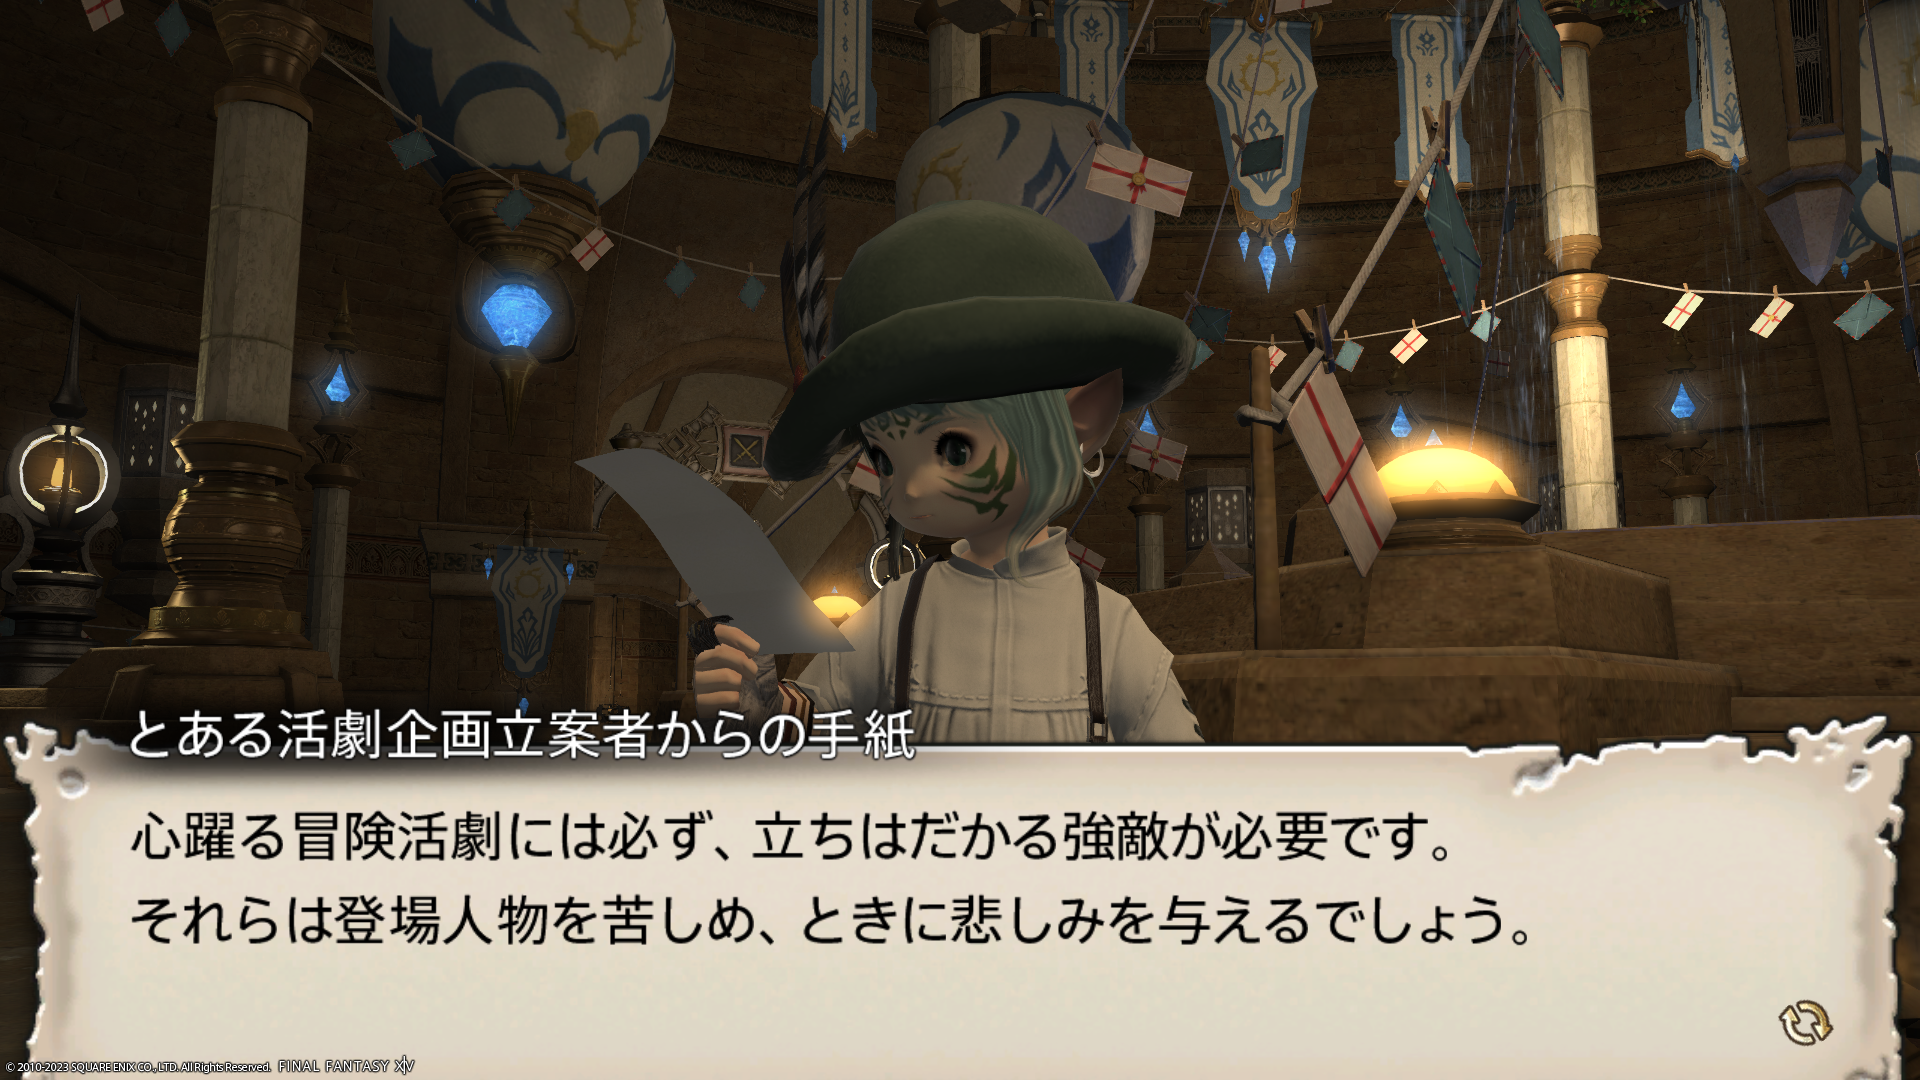 とある活劇企画立案者からの手紙
心躍る冒険活劇には必ず、立ちはだかる強敵が必要です。
それらは登場人物を苦しめ、ときに悲しみを与えるでしょう。
© 2010-2023 SQUARE ENIX CO., LTD. All Rights Reserved. FINAL FANTASY XIV